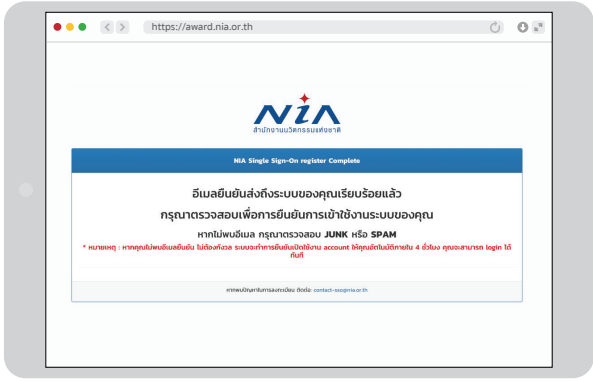 https://award.nia.or.th
NiA
สำนักงานนวัตกรรมแห่งชาติ
NIA Single Sign-On register Complete
อีเมลยืนยันส่งถึงระบบของคุณเรียบร้อยแล้ว
กรุณาตรวจสอบเพื่อการยืนยันการเข้าใช้งานระบบของคุณ
หากไม่พบอีเมล กรุณาตรวจสอบ JUNK หรือ SPAM
* หมายเหตุ : หากคุณไม่พบอีเมลยืนยัน ไม่ต้องกังวล ระบบจะทำการยืนยันเปิดใช้งาน account ให้คุณอัตโนมัติภายใน 4 ชั่วโมง คุณจะสามารถ login ได้
ทันที
หากพบปัญหาในการลงทะเบียน ติดต่อ: contact-sso@nia.or.th